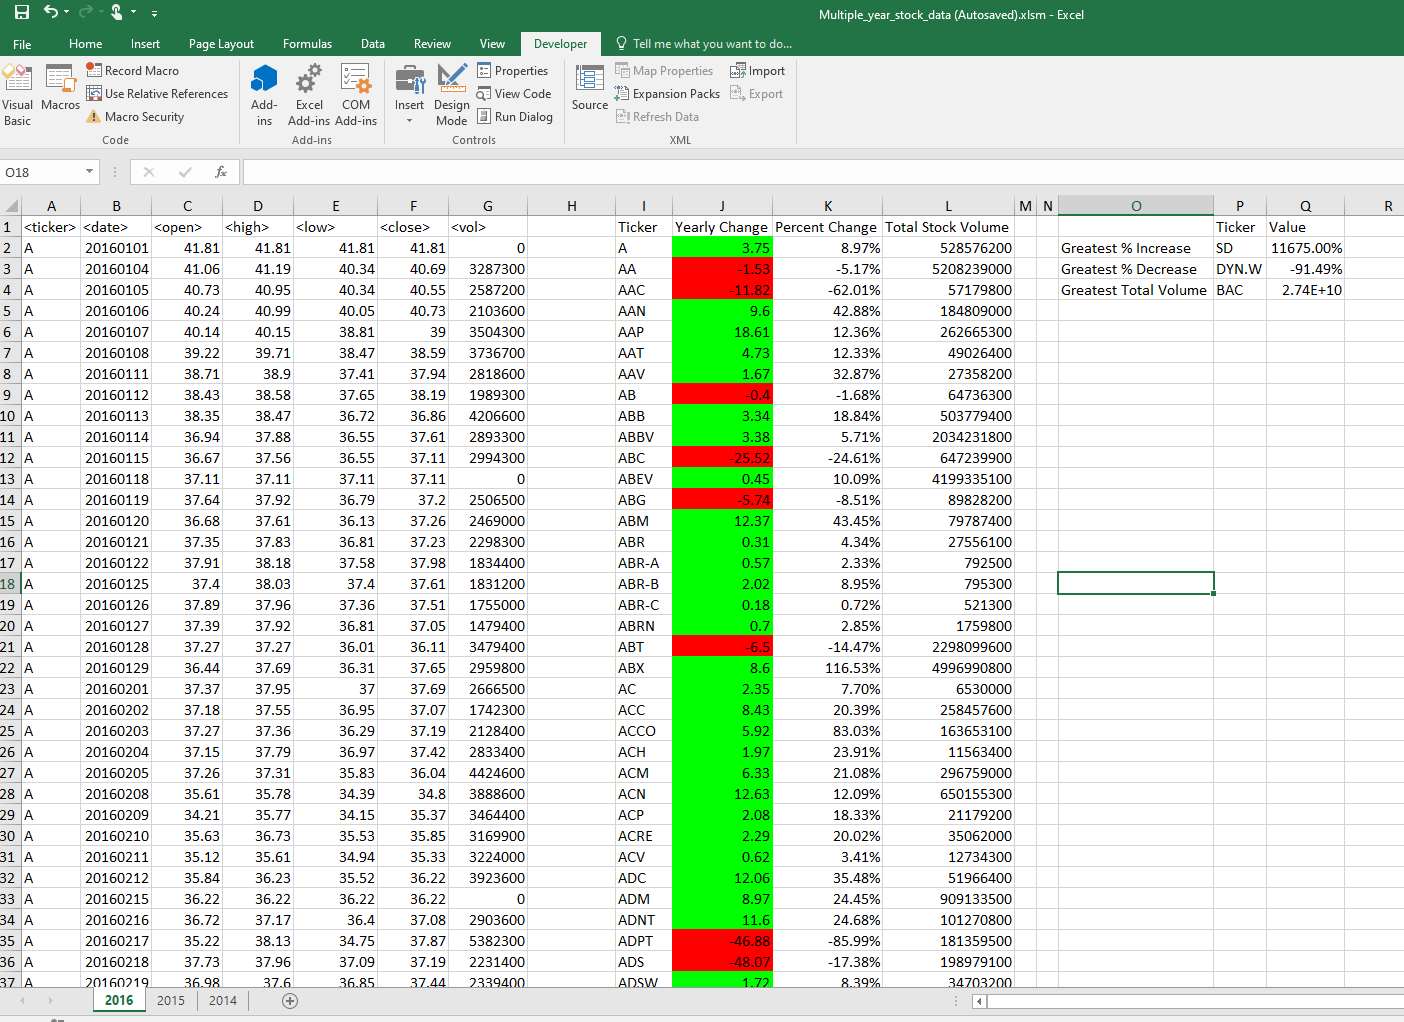 Multiple_year_stock_data (Autosaved).xlsm - Excel
File Home Insert Page Layout Formulas Data Review View Developer Tell me what you want to do...
Visual Basic
Macros
Record Macro
Use Relative References
Macro Security
Code
Add-ins
Excel Add-ins
COM Add-ins
Add-ins
Insert
Design Mode
Properties
View Code
Run Dialog
Controls
Source
Map Properties
Expansion Packs
Refresh Data
Import
Export
XML
O18 fx
A B C D E F G H I J K L M N O P Q R
1 <ticker> <date> <open> <high> <low> <close> <vol> Ticker Yearly Change Percent Change Total Stock Volume Ticker Value
2 A 20160101 41.81 41.81 41.81 41.81 0 A 3.75 8.97% 528576200 Greatest % Increase SD 11675.00%
3 A 20160104 41.06 41.19 40.34 40.69 3287300 AA -1.53 -5.17% 5208239000 Greatest % Decrease DYN.W -91.49%
4 A 20160105 40.73 40.95 40.34 40.55 2587200 AAC -11.82 -62.01% 57179800 Greatest Total Volume BAC 2.74E+10
5 A 20160106 40.24 40.99 40.05 40.73 2103600 AAN 9.6 42.88% 184809000
6 A 20160107 40.14 40.15 38.81 39 3504300 AAP 18.61 12.36% 262665300
7 A 20160108 39.22 39.71 38.47 38.59 3736700 AAT 4.73 12.33% 49026400
8 A 20160111 38.71 38.9 37.41 37.94 2818600 AAV 1.67 32.87% 27358200
9 A 20160112 38.43 38.58 37.65 38.19 1989300 AB -0.4 -1.68% 64736300
10 A 20160113 38.35 38.47 36.72 36.86 4206600 ABB 3.34 18.84% 503779400
11 A 20160114 36.94 37.88 36.55 37.61 2893300 ABBV 3.38 5.71% 2034231800
12 A 20160115 36.67 37.56 36.55 37.11 2994300 ABC -25.52 -24.61% 647239900
13 A 20160118 37.11 37.11 37.11 37.11 0 ABEV 0.45 10.09% 4199335100
14 A 20160119 37.64 37.92 36.79 37.2 2506500 ABG -5.74 -8.51% 89828200
15 A 20160120 36.68 37.61 36.13 37.26 2469000 ABM 12.37 43.45% 79787400
16 A 20160121 37.35 37.83 36.81 37.23 2298300 ABR 0.31 4.34% 27556100
17 A 20160122 37.91 38.18 37.58 37.98 1834400 ABR-A 0.57 2.33% 792500
18 A 20160125 37.4 38.03 37.4 37.61 1831200 ABR-B 2.02 8.95% 795300
19 A 20160126 37.89 37.96 37.36 37.51 1755000 ABR-C 0.18 0.72% 521300
20 A 20160127 37.39 37.92 36.81 37.05 1479400 ABRN 0.7 2.85% 1759800
21 A 20160128 37.27 37.27 36.01 36.11 3479400 ABT -6.5 -14.47% 2298099600
22 A 20160129 36.44 37.69 36.31 37.65 2959800 ABX 8.6 116.53% 4996990800
23 A 20160201 37.37 37.95 37 37.69 2666500 AC 2.35 7.70% 6530000
24 A 20160202 37.18 37.55 36.95 37.07 1742300 ACC 8.43 20.39% 258457600
25 A 20160203 37.27 37.36 36.29 37.19 2128400 ACCO 5.92 83.03% 163653100
26 A 20160204 37.15 37.79 36.97 37.42 2833400 ACH 1.97 23.91% 11563400
27 A 20160205 37.26 37.31 35.83 36.04 4424600 ACM 6.33 21.08% 296759000
28 A 20160208 35.61 35.78 34.39 34.8 3888600 ACN 12.63 12.09% 650155300
29 A 20160209 34.21 35.77 34.15 35.37 3464400 ACP 2.08 18.33% 21179200
30 A 20160210 35.63 36.73 35.53 35.85 3169900 ACRE 2.29 20.02% 35062000
31 A 20160211 35.12 35.61 34.94 35.33 3224000 ACV 0.62 3.41% 12734300
32 A 20160212 35.84 36.23 35.52 36.22 3923600 ADC 12.06 35.48% 51966400
33 A 20160215 36.22 36.22 36.22 36.22 0 ADM 8.97 24.45% 909133500
34 A 20160216 36.72 37.17 36.4 37.08 2903600 ADNT 11.6 24.68% 101270800
35 A 20160217 35.22 38.13 34.75 37.87 5382300 ADPT -46.88 -85.99% 181359500
36 A 20160218 37.73 37.96 37.09 37.19 2231400 ADS -48.07 -17.38% 198979100
37 A 20160219 36.98 37.6 36.85 37.44 2339400 ADSW 1.72 8.39% 34703200
2016 2015 2014